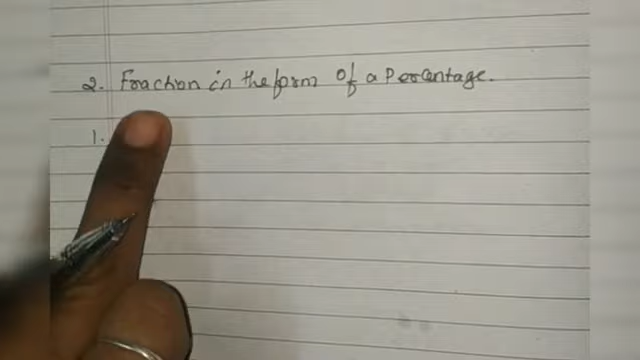 2. Fraction in the form of a Percentage.
1.